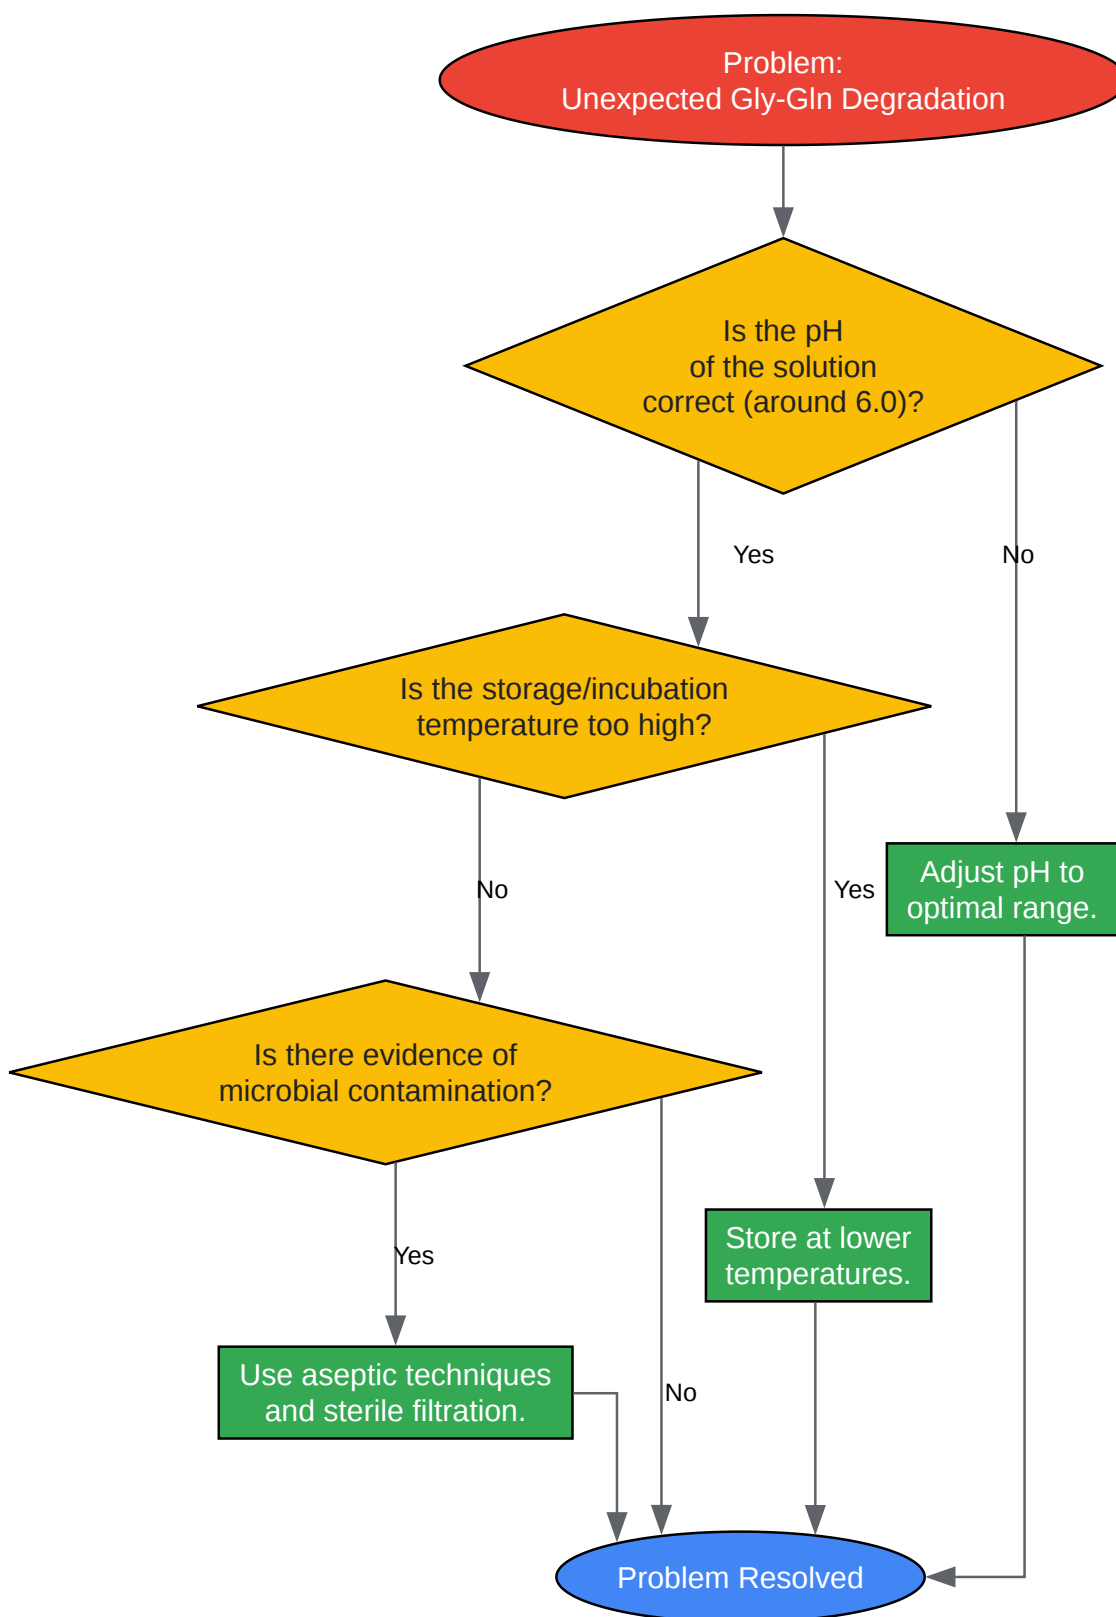 Problem:
Unexpected Gly-Gln Degradation
Is the pH
of the solution
correct (around 6.0)?
Yes
No
Is the storage/incubation
temperature too high?
No
Yes
Adjust pH to
optimal range.
Is there evidence of
microbial contamination?
Yes
Store at lower
temperatures.
Use aseptic techniques
and sterile filtration.
No
Problem Resolved